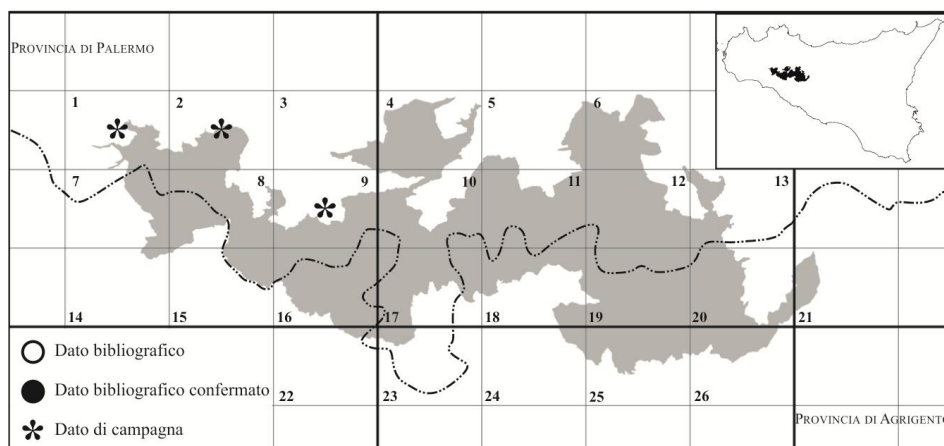 PROVINCIA DI PALERMO
1 2 3 4 5 6
7 8 9 10 11 12 13
14 15 16 17 18 19 20 21
Dato bibliografico
Dato bibliografico confermato
22 23 24 25 26
* Dato di campagna
PROVINCIA DI AGRIGENTO